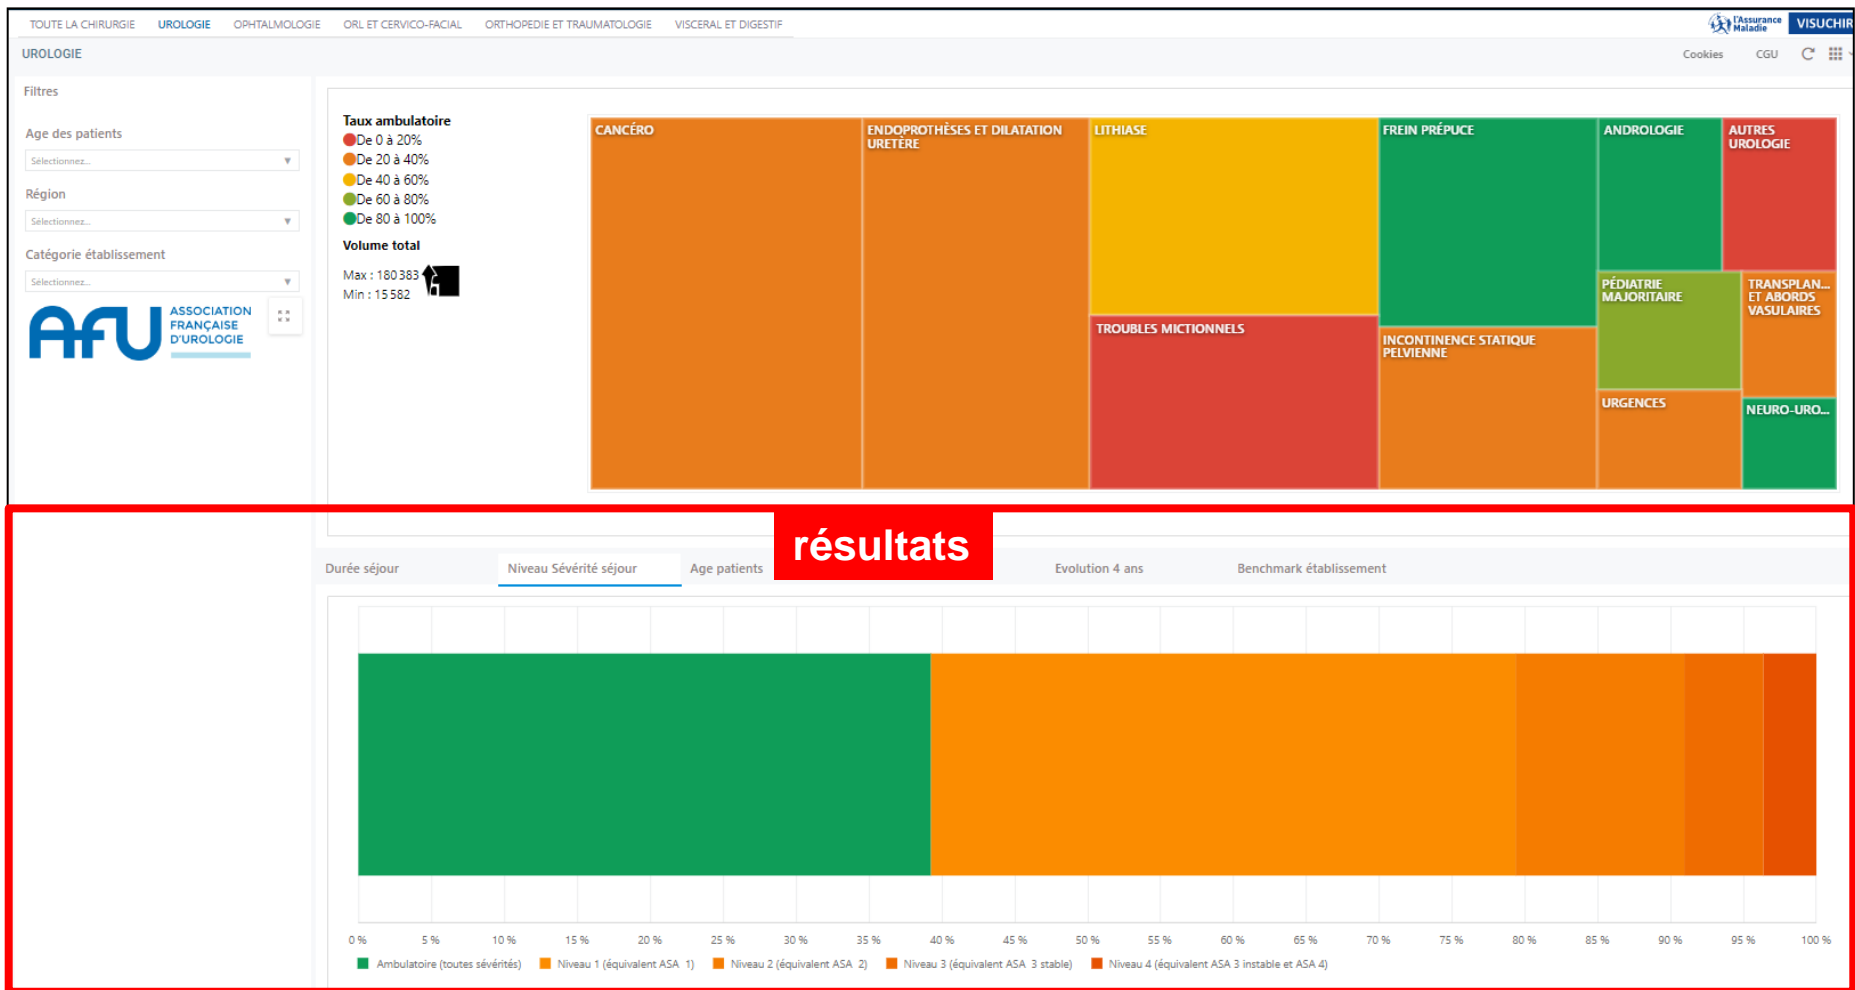 TOUTE LA CHIRURGIE UROLOGIE OPHTALMOLOGIE ORL ET CERVICO-FACIAL ORTHOPEDIE ET TRAUMATOLOGIE VISCERAL ET DIGESTIF
l'Assurance
Maladie
VISUCHIR
UROLOGIE
Cookies CGU
Filtres
Age des patients
Sélectionnez...
Région
Sélectionnez...
Catégorie établissement
Sélectionnez...
AFU
ASSOCIATION
FRANÇAISE
D'UROLOGIE
Taux ambulatoire
De 0 à 20%
De 20 à 40%
De 40 à 60%
De 60 à 80%
De 80 à 100%
Volume total
Max : 180 383
Min : 15 582
CANCÉRO
ENDOPROTHÈSES ET DILATATION
URETÈRE
LITHIASE
TROUBLES MICTIONNELS
FREIN PRÉPUCE
INCONTINENCE STATIQUE
PELVIENNE
ANDROLOGIE
AUTRES
UROLOGIE
PÉDIATRIE
MAJORITAIRE
TRANSPLAN...
ET ABORDS
VASULAIRES
URGENCES
NEURO-URO...
résultats
Durée séjour Niveau Sévérité séjour Age patients Evolution 4 ans Benchmark établissement
0 % 5 % 10 % 15 % 20 % 25 % 30 % 35 % 40 % 45 % 50 % 55 % 60 % 65 % 70 % 75 % 80 % 85 % 90 % 95 % 100 %
Ambulatoire (toutes sévérités) Niveau 1 (équivalent ASA 1) Niveau 2 (équivalent ASA 2) Niveau 3 (équivalent ASA 3 stable) Niveau 4 (équivalent ASA 3 instable et ASA 4)